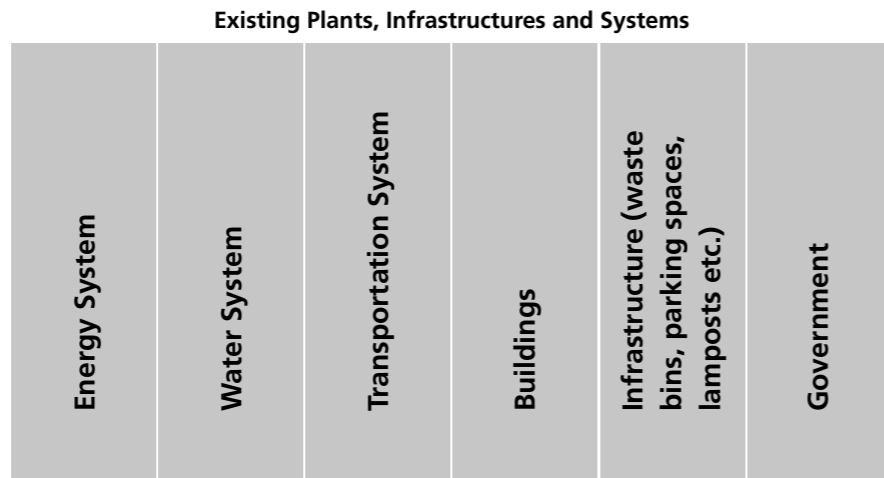 Existing Plants, Infrastructures and Systems
Energy System
Water System
Transportation System
Buildings
Infrastructure (waste
bins, parking spaces,
lamposts etc.)
Government